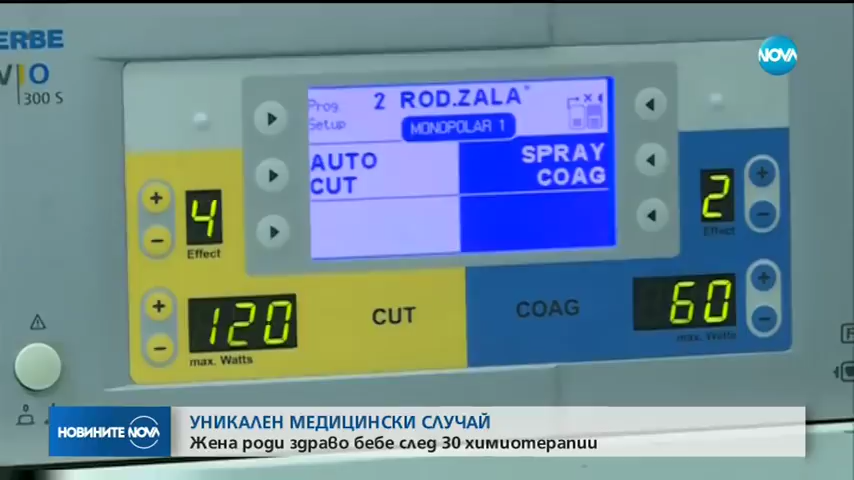 ERBE
VIO
300 S
NOVA
Prog 2 ROD.ZALA
Setup
MONOPOLAR 1
AUTO
CUT
SPRAY
COAG
4
Effect
2
Effect
120
max. Watts
CUT
COAG
60
max. Watts
НОВИНИТЕ NOVA
УНИКАЛЕН МЕДИЦИНСКИ СЛУЧАЙ
Жена роди здраво бебе след 30 химиотерапии